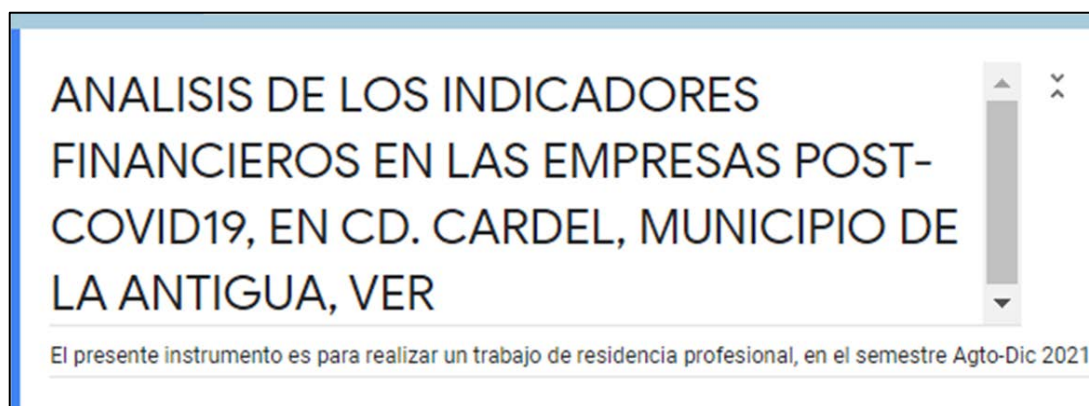 ANALISIS DE LOS INDICADORES
FINANCIEROS EN LAS EMPRESAS POST-
COVID19, EN CD. CARDEL, MUNICIPIO DE
LA ANTIGUA, VER
El presente instrumento es para realizar un trabajo de residencia profesional, en el semestre Agto-Dic 2021